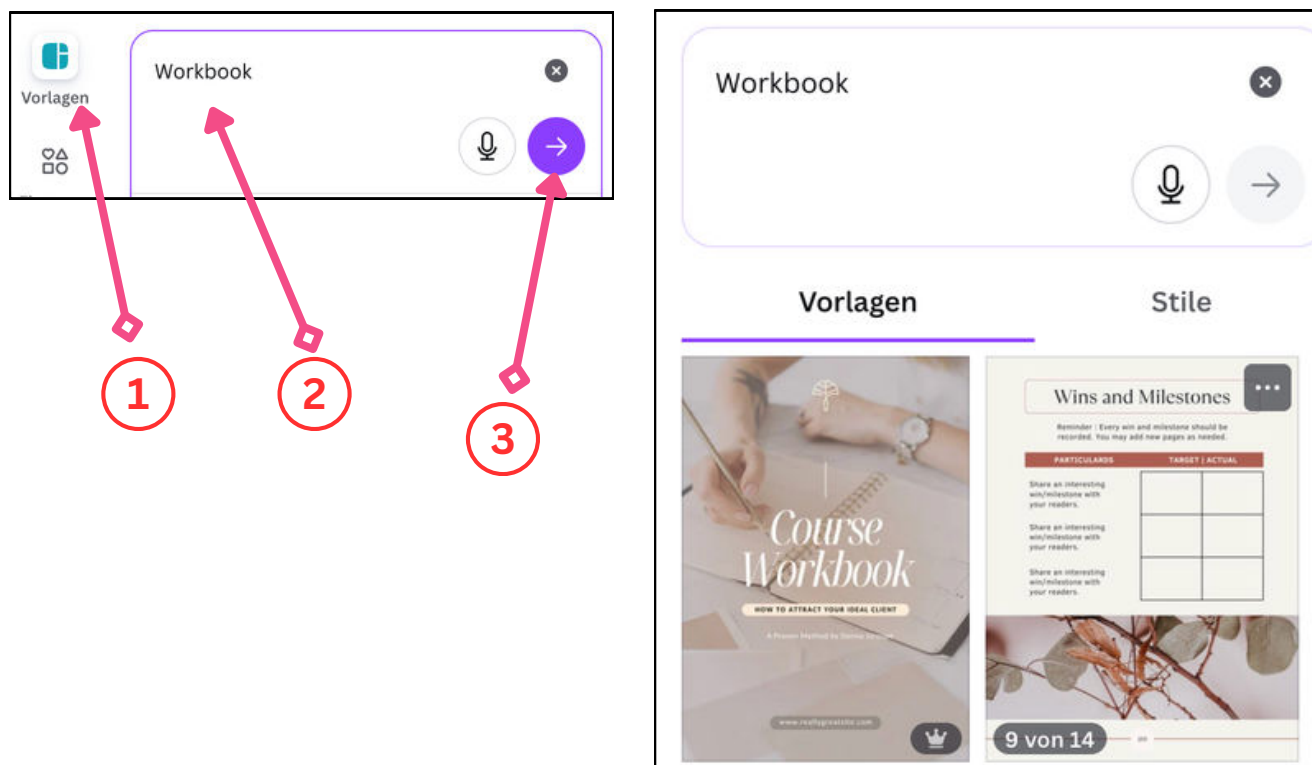 Vorlagen
Workbook
1
2
3
Workbook
Vorlagen
Stile
Course
Workbook
HOW TO ATTRACT YOUR IDEAL CLIENT
A Proven Method by
www.reallygreatsite.com
Wins and Milestones
Reminder : Every win and milestone should be
recorded. You may add new pages as needed.
PARTICULARDS TARGET | ACTUAL
Share an interesting
win/milestone with
your readers.
Share an interesting
win/milestone with
your readers.
Share an interesting
win/milestone with
your readers.
9 von 14